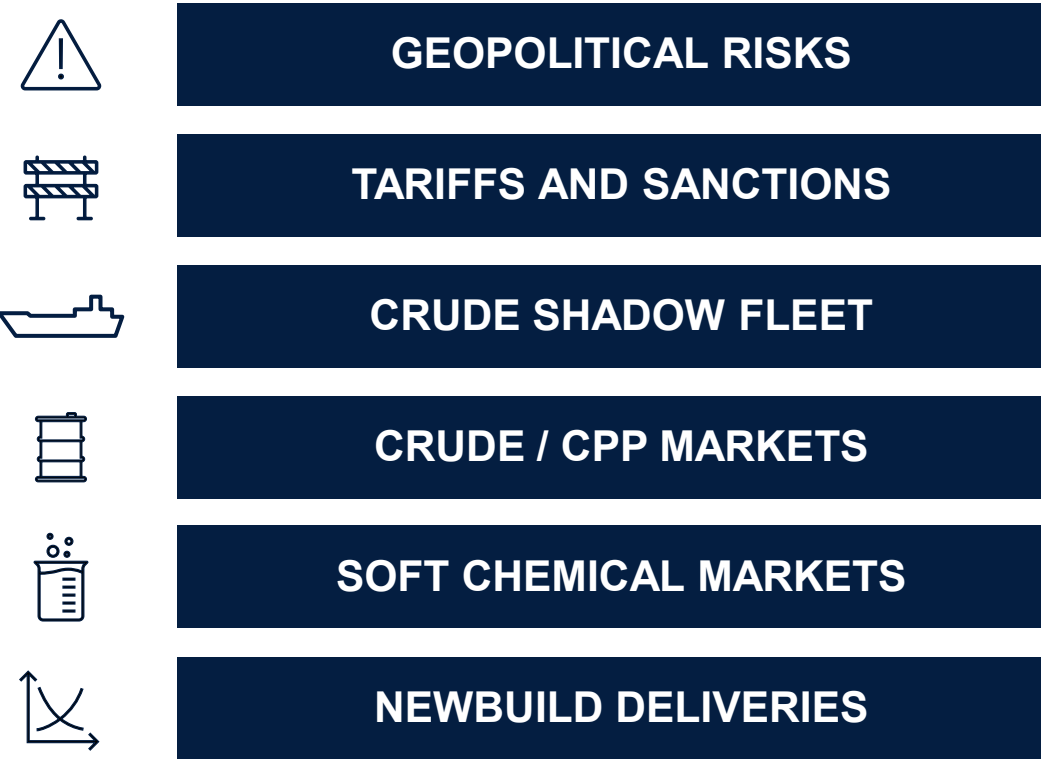 GEOPOLITICAL RISKS
TARIFFS AND SANCTIONS
CRUDE SHADOW FLEET
CRUDE / CPP MARKETS
SOFT CHEMICAL MARKETS
NEWBUILD DELIVERIES